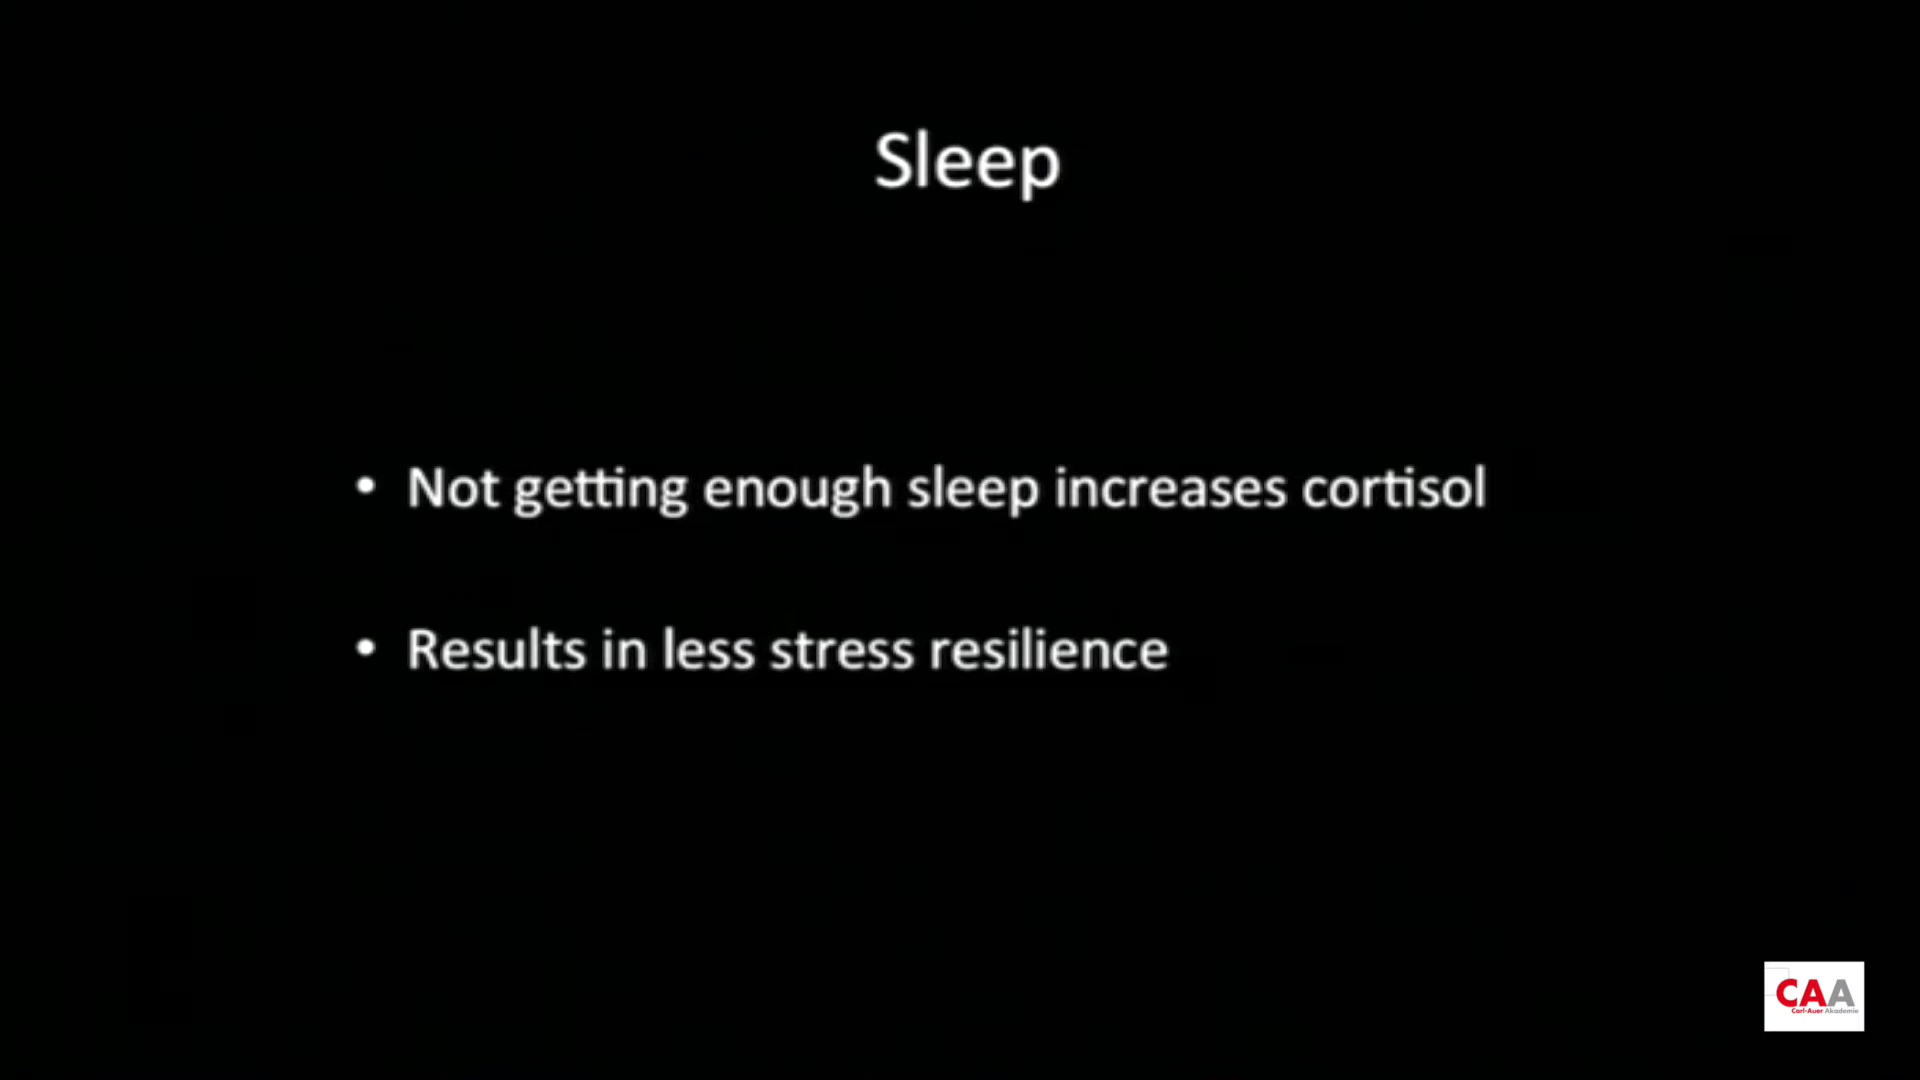 Sleep
• Not getting enough sleep increases cortisol
• Results in less stress resilience
CAA
Carl-Auer Akademie